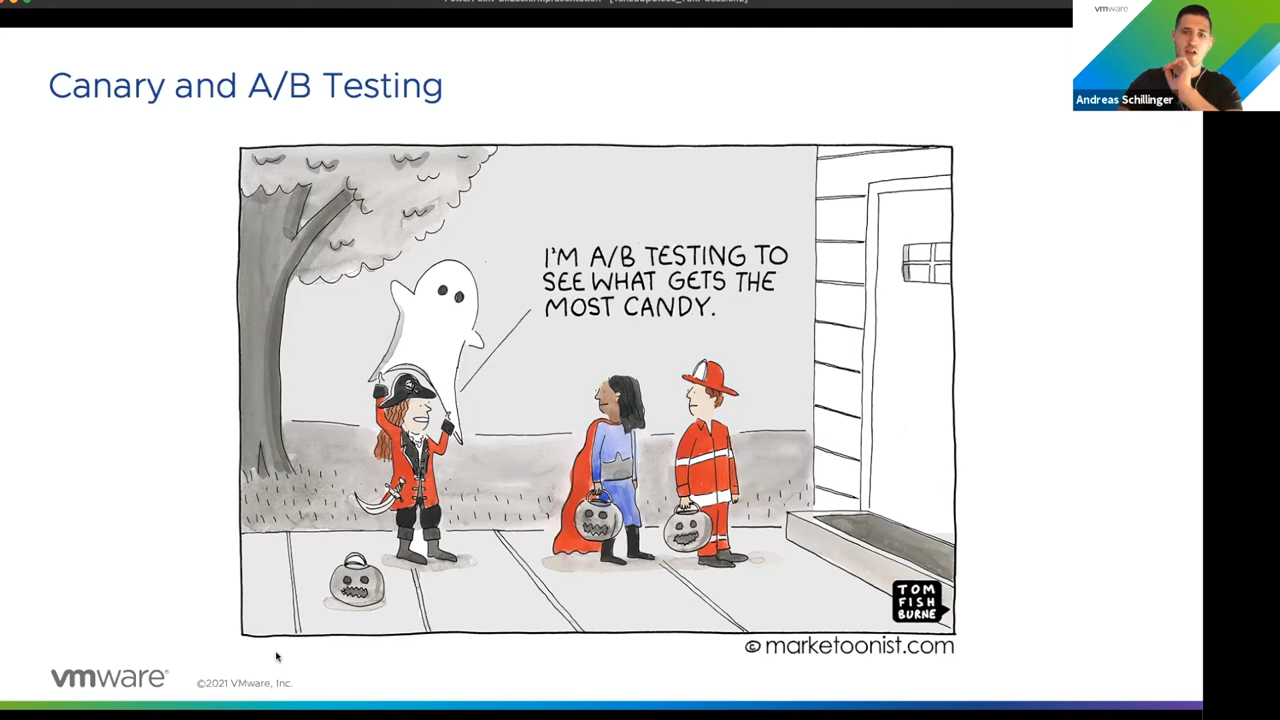 vmware
Andreas Schillinger
Canary and A/B Testing
I'M A/B TESTING TO
SEE WHAT GETS THE
MOST CANDY.
TOM
FISH
BURNE
© marketoonist.com
vmware®
©2021 VMware, Inc.